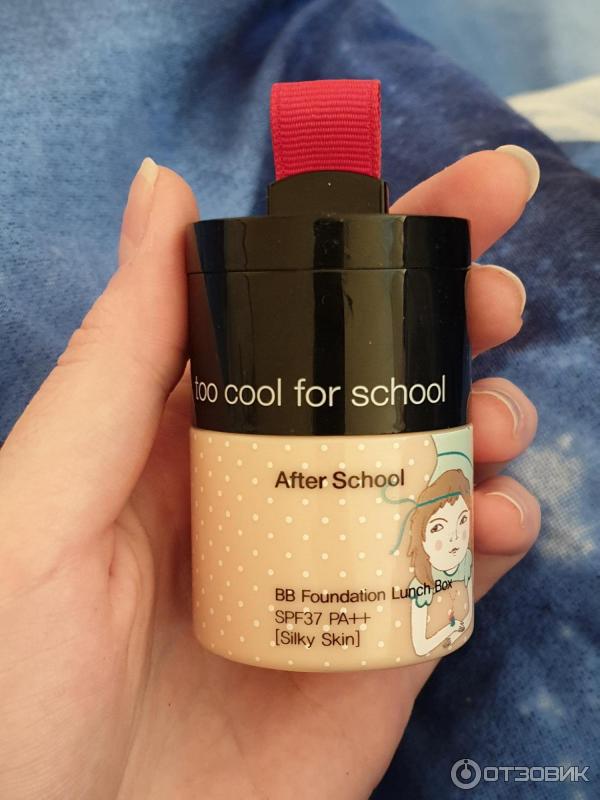 too cool for school
After School
BB Foundation Lunch Box
SPF37 PA++
[Silky Skin]
ОТЗОВИК